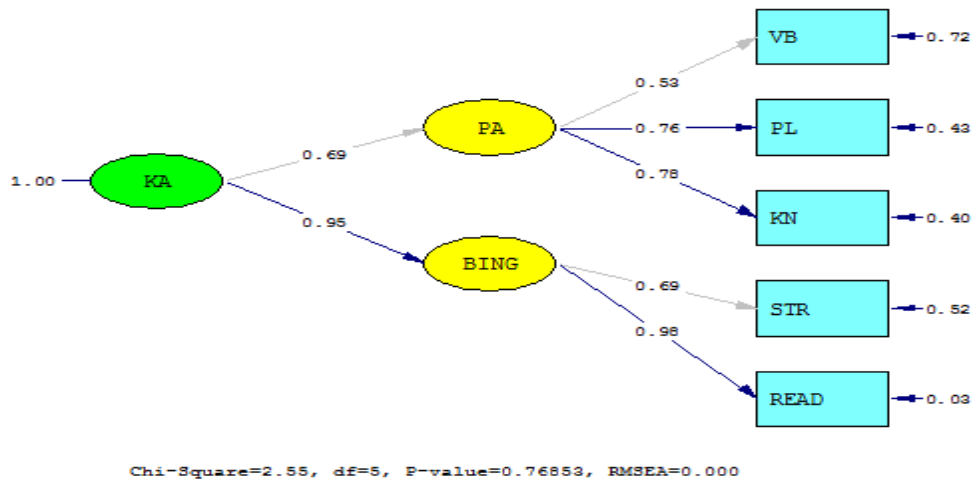 VB
0.72
0.53
PA
0.76
PL
0.43
0.69
0.78
1.00
KA
KN
0.40
0.95
BING
0.69
STR
0.52
0.98
READ
0.03
Chi-Square=2.55, df=5, P-value=0.76853, RMSEA=0.000